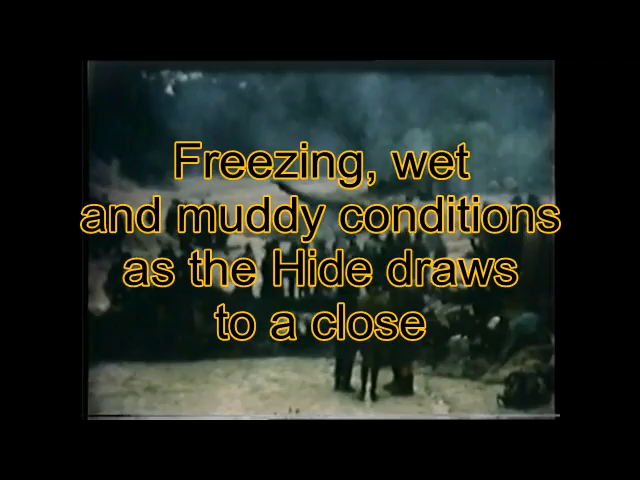 Freezing, wet
and muddy conditions
as the Hide draws
to a close